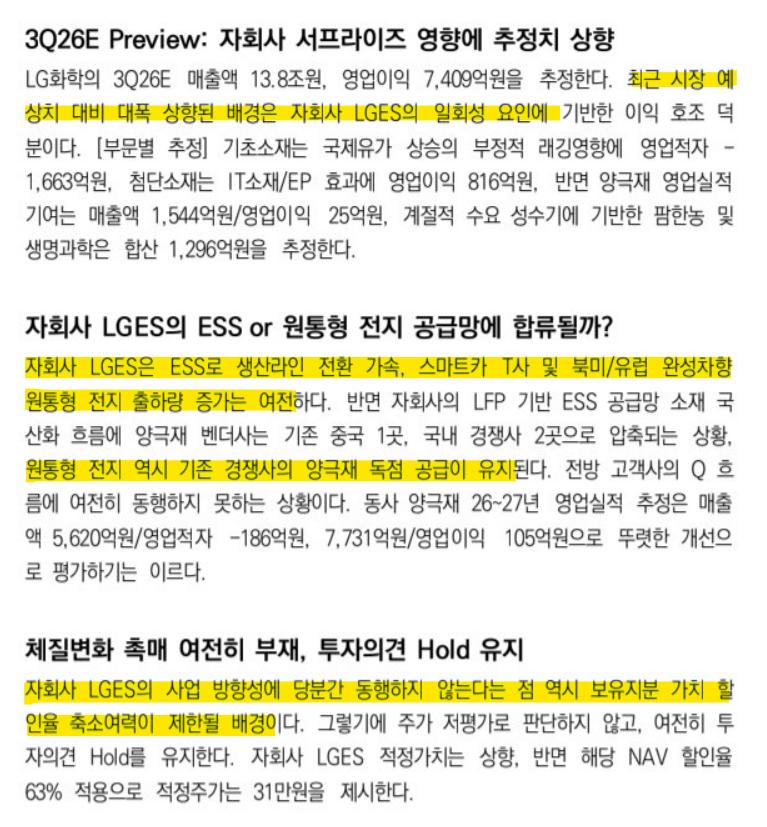 3Q26E Preview: 자회사 서프라이즈 영향에 추정치 상향
LG화학의 3Q26E 매출액 13.8조원, 영업이익 7,409억원을 추정한다. 최근 시장 예
상치 대비 대폭 상향된 배경은 자회사 LGES의 일회성 요인에 기반한 이익 호조 덕
분이다. [부문별 추정] 기초소재는 국제유가 상승의 부정적 래깅영향에 영업적자 -
1,663억원, 첨단소재는 IT소재/EP 효과에 영업이익 816억원, 반면 양극재 영업실적
기여는 매출액 1,544억원/영업이익 25억원, 계절적 수요 성수기에 기반한 팜한농 및
생명과학은 합산 1,296억원을 추정한다.
자회사 LGES의 ESS or 원통형 전지 공급망에 합류될까?
자회사 LGES은 ESS로 생산라인 전환 가속, 스마트카 T사 및 북미/유럽 완성차향
원통형 전지 출하량 증가는 여전하다. 반면 자회사의 LFP 기반 ESS 공급망 소재 국
산화 흐름에 양극재 벤더사는 기존 중국 1곳, 국내 경쟁사 2곳으로 압축되는 상황,
원통형 전지 역시 기존 경쟁사의 양극재 독점 공급이 유지된다. 전방 고객사의 Q 흐
름에 여전히 동행하지 못하는 상황이다. 동사 양극재 26~27년 영업실적 추정은 매출
액 5,620억원/영업적자 -186억원, 7,731억원/영업이익 105억원으로 뚜렷한 개선으
로 평가하기는 이르다.
체질변화 촉매 여전히 부재, 투자의견 Hold 유지
자회사 LGES의 사업 방향성에 당분간 동행하지 않는다는 점 역시 보유지분 가치 할
인율 축소여력이 제한될 배경이다. 그렇기에 주가 저평가로 판단하지 않고, 여전히 투
자의견 Hold를 유지한다. 자회사 LGES 적정가치는 상향, 반면 해당 NAV 할인율
63% 적용으로 적정주가는 31만원을 제시한다.